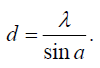 d = λ / sin a.